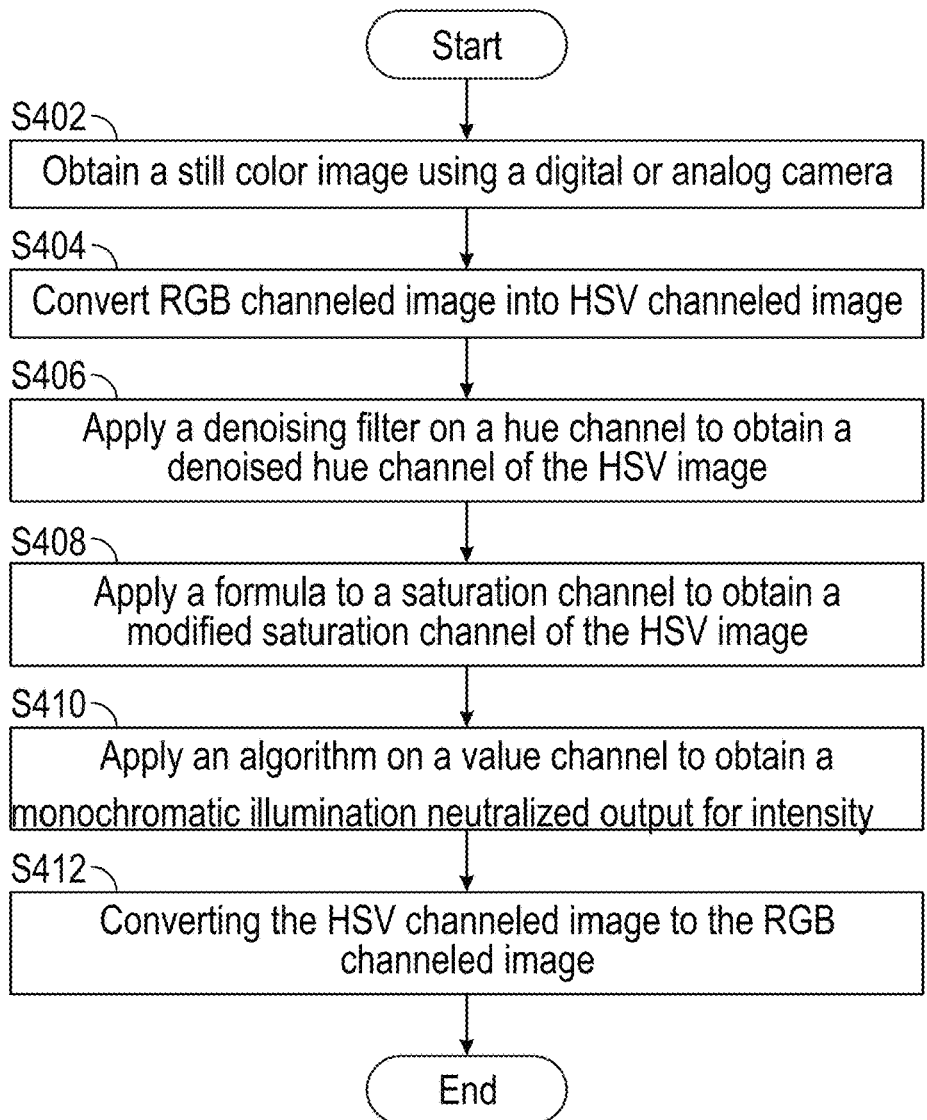 Start
S402
Obtain a still color image using a digital or analog camera
S404
Convert RGB channeled image into HSV channeled image
S406
Apply a denoising filter on a hue channel to obtain a
denoised hue channel of the HSV image
S408
Apply a formula to a saturation channel to obtain a
modified saturation channel of the HSV image
S410
Apply an algorithm on a value channel to obtain a
monochromatic illumination neutralized output for intensity
S412
Converting the HSV channeled image to the RGB
channeled image
End